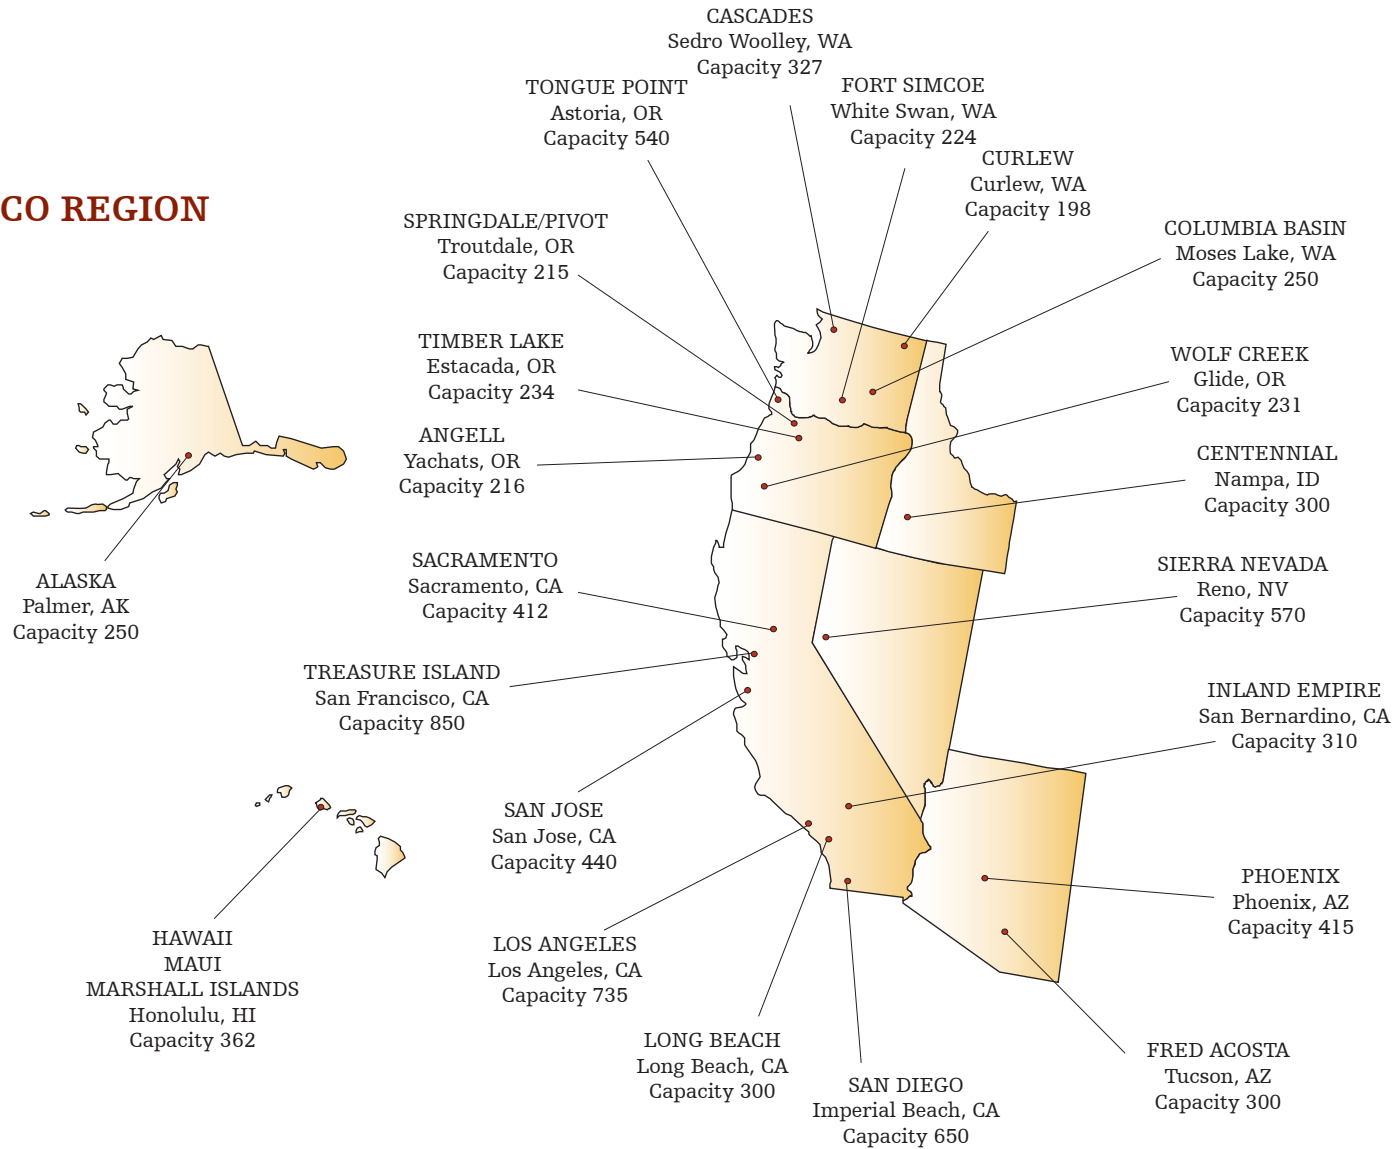 CO REGION
CASCADES
Sedro Woolley, WA
Capacity 327
TONGUE POINT
Astoria, OR
Capacity 540
FORT SIMCOE
White Swan, WA
Capacity 224
CURLEW
Curlew, WA
Capacity 198
SPRINGDALE/PIVOT
Troutdale, OR
Capacity 215
COLUMBIA BASIN
Moses Lake, WA
Capacity 250
TIMBER LAKE
Estacada, OR
Capacity 234
WOLF CREEK
Glide, OR
Capacity 231
ANGELL
Yachats, OR
Capacity 216
CENTENNIAL
Nampa, ID
Capacity 300
ALASKA
Palmer, AK
Capacity 250
SACRAMENTO
Sacramento, CA
Capacity 412
SIERRA NEVADA
Reno, NV
Capacity 570
TREASURE ISLAND
San Francisco, CA
Capacity 850
INLAND EMPIRE
San Bernardino, CA
Capacity 310
SAN JOSE
San Jose, CA
Capacity 440
PHOENIX
Phoenix, AZ
Capacity 415
HAWAII
MAUI
MARSHALL ISLANDS
Honolulu, HI
Capacity 362
LOS ANGELES
Los Angeles, CA
Capacity 735
LONG BEACH
Long Beach, CA
Capacity 300
SAN DIEGO
Imperial Beach, CA
Capacity 650
FRED ACOSTA
Tucson, AZ
Capacity 300